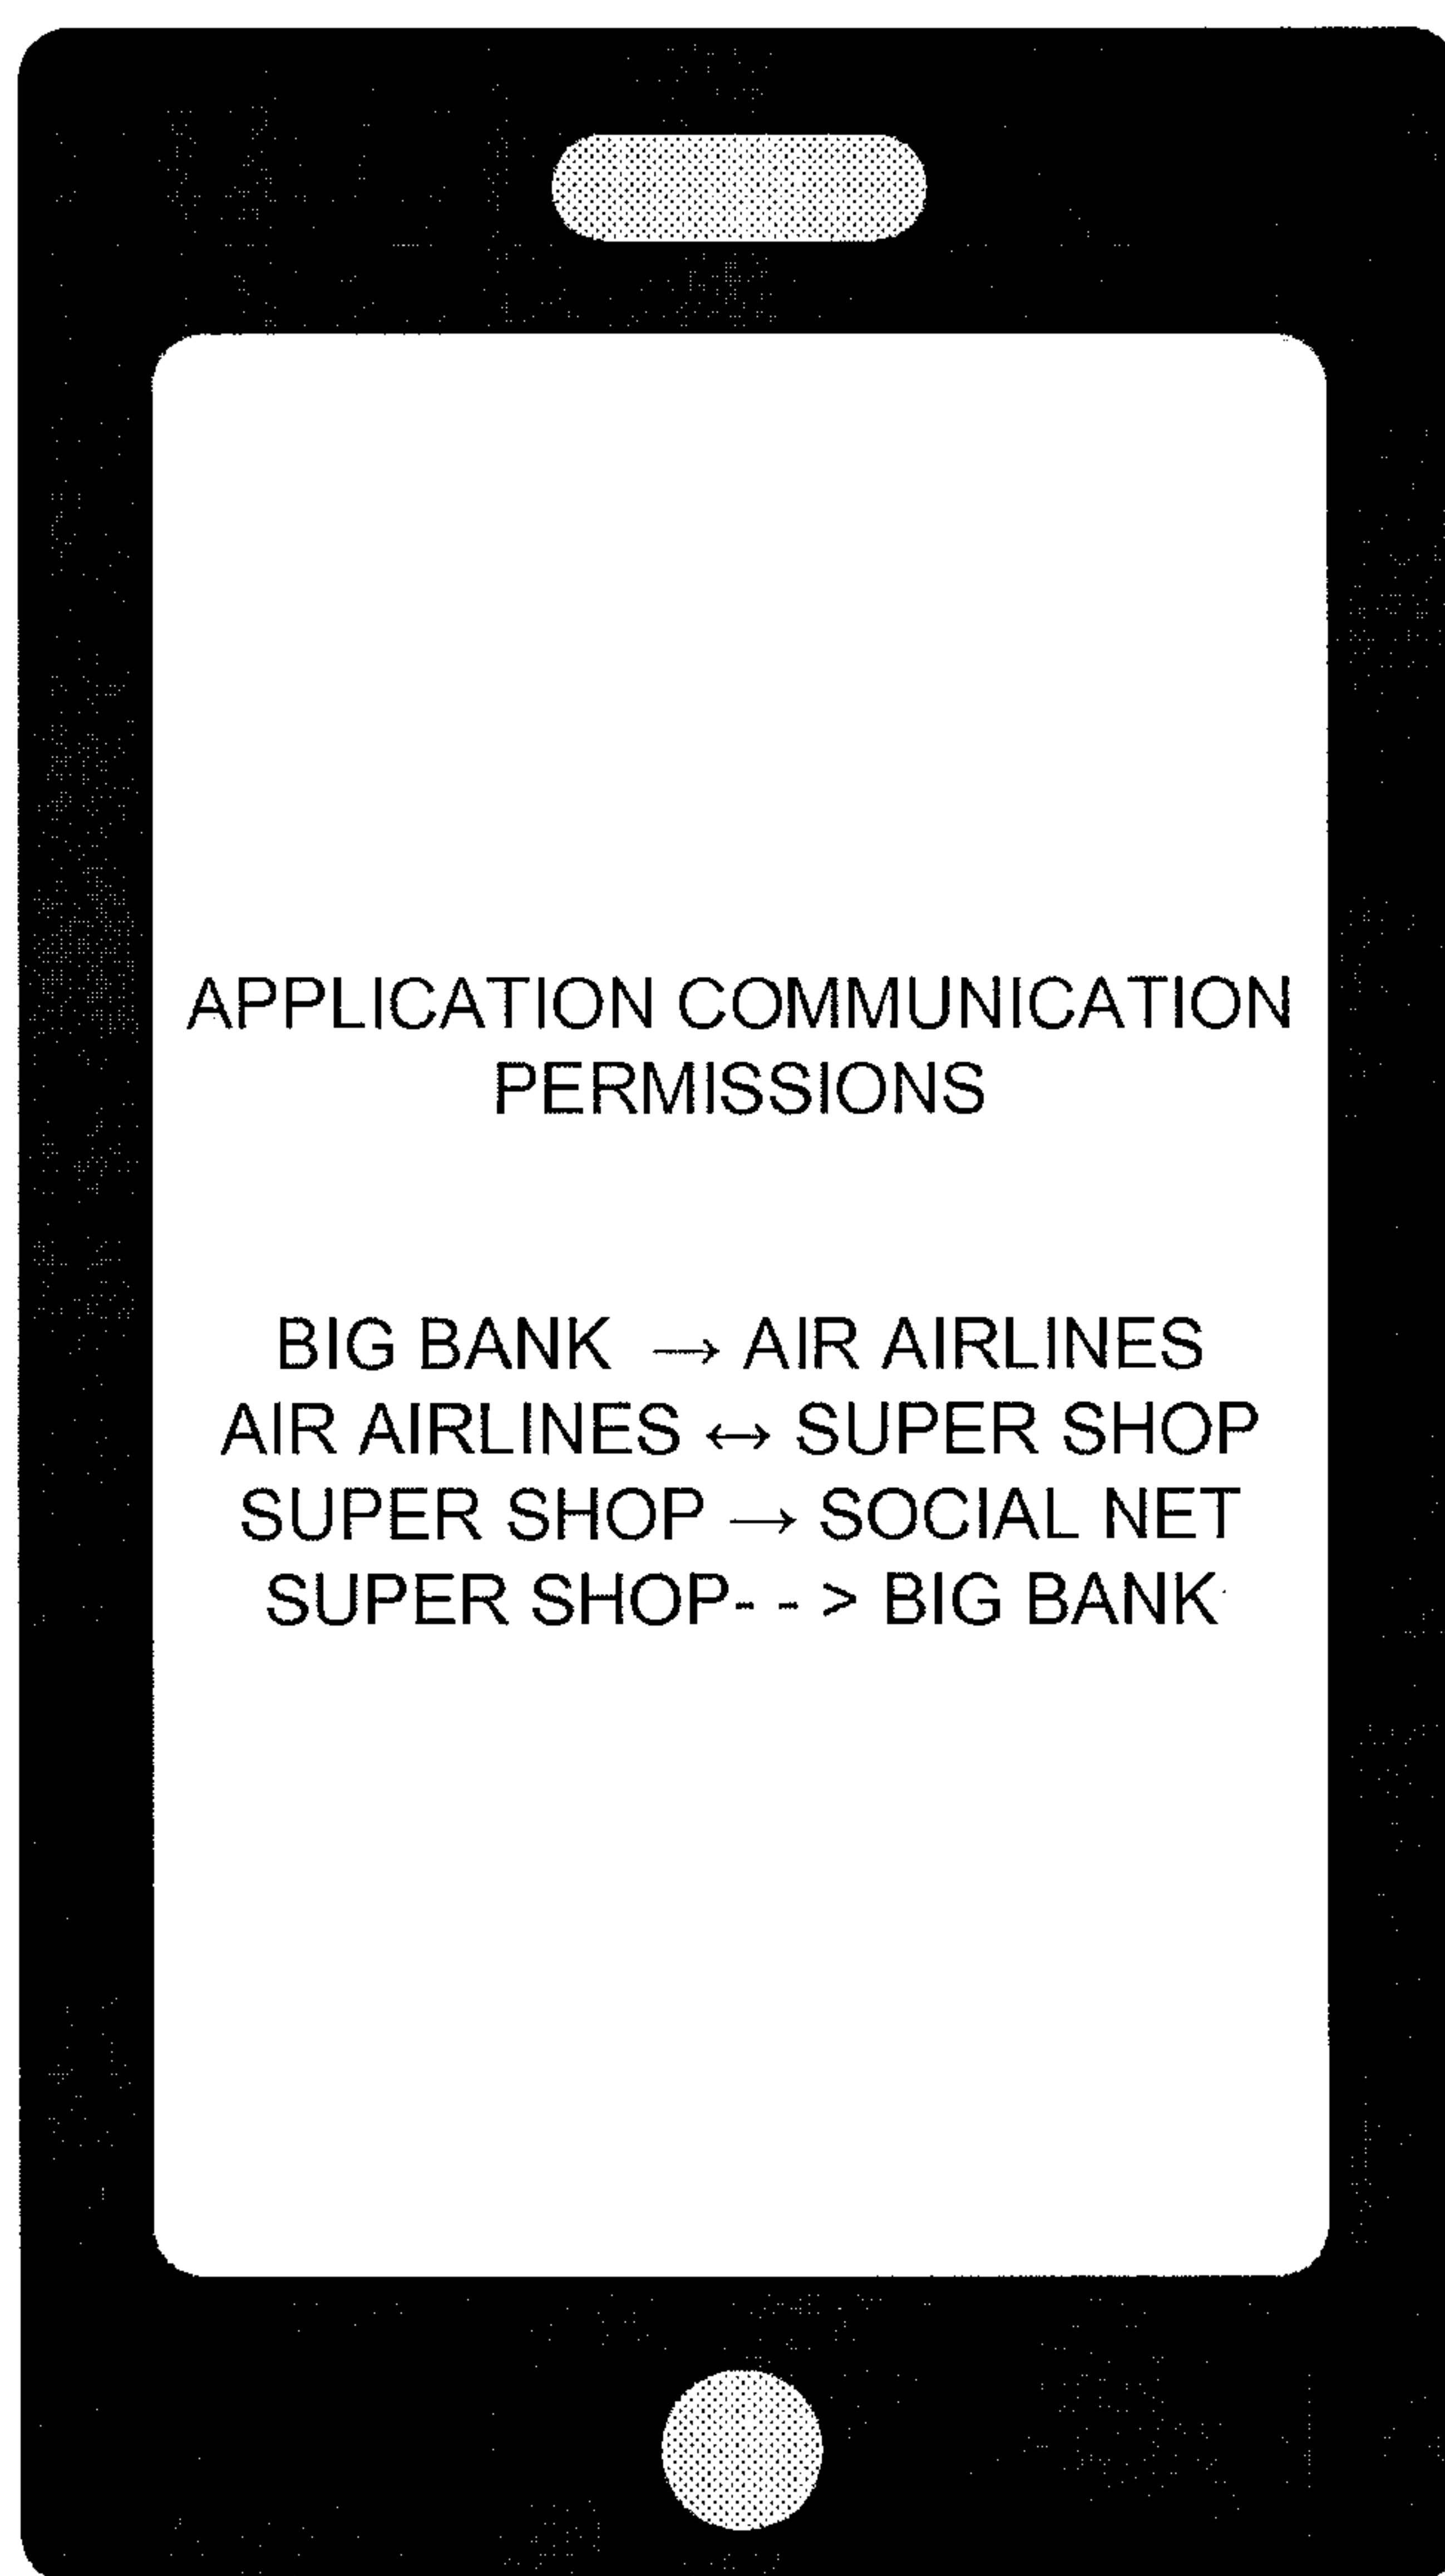 APPLICATION COMMUNICATION
PERMISSIONS
BIG BANK → AIR AIRLINES
AIR AIRLINES ↔ SUPER SHOP
SUPER SHOP → SOCIAL NET
SUPER SHOP- - > BIG BANK